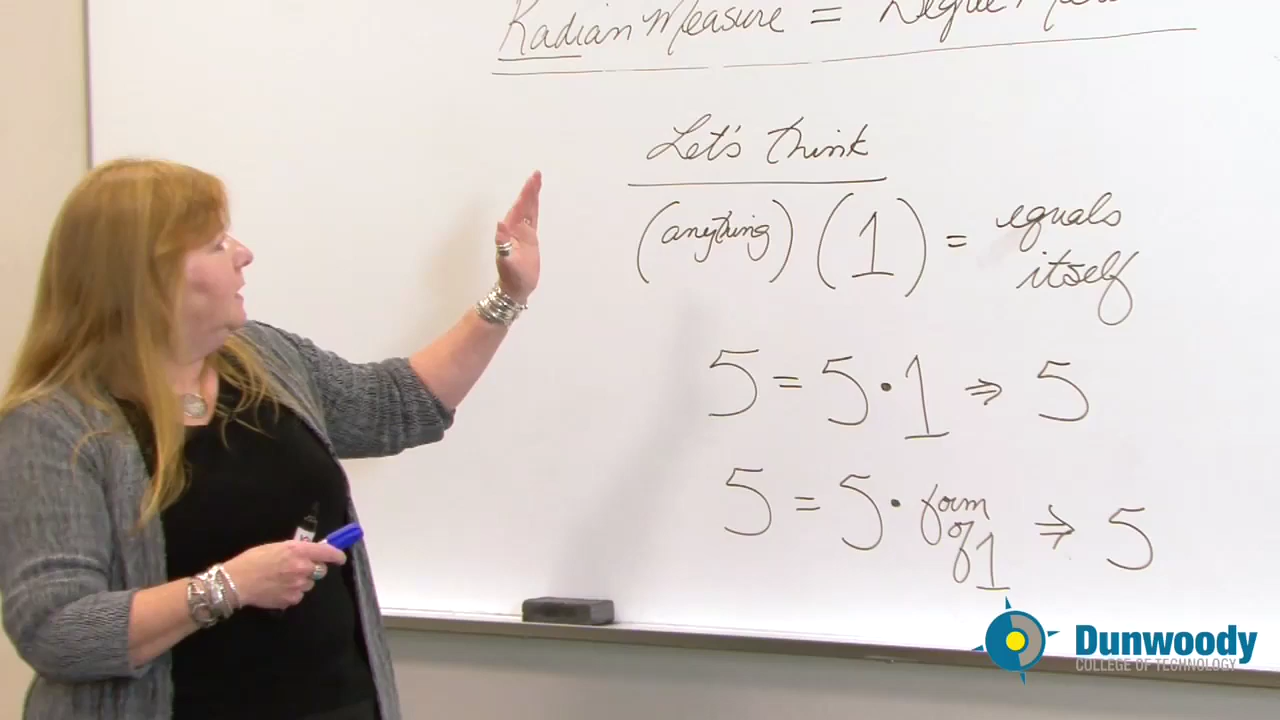 Radian Measure = Degree
Let's think
(anything) (1) = equals itself
5 = 5 • 1 ⇒ 5
5 = 5 • form of 1 ⇒ 5
Dunwoody
COLLEGE OF TECHNOLOGY